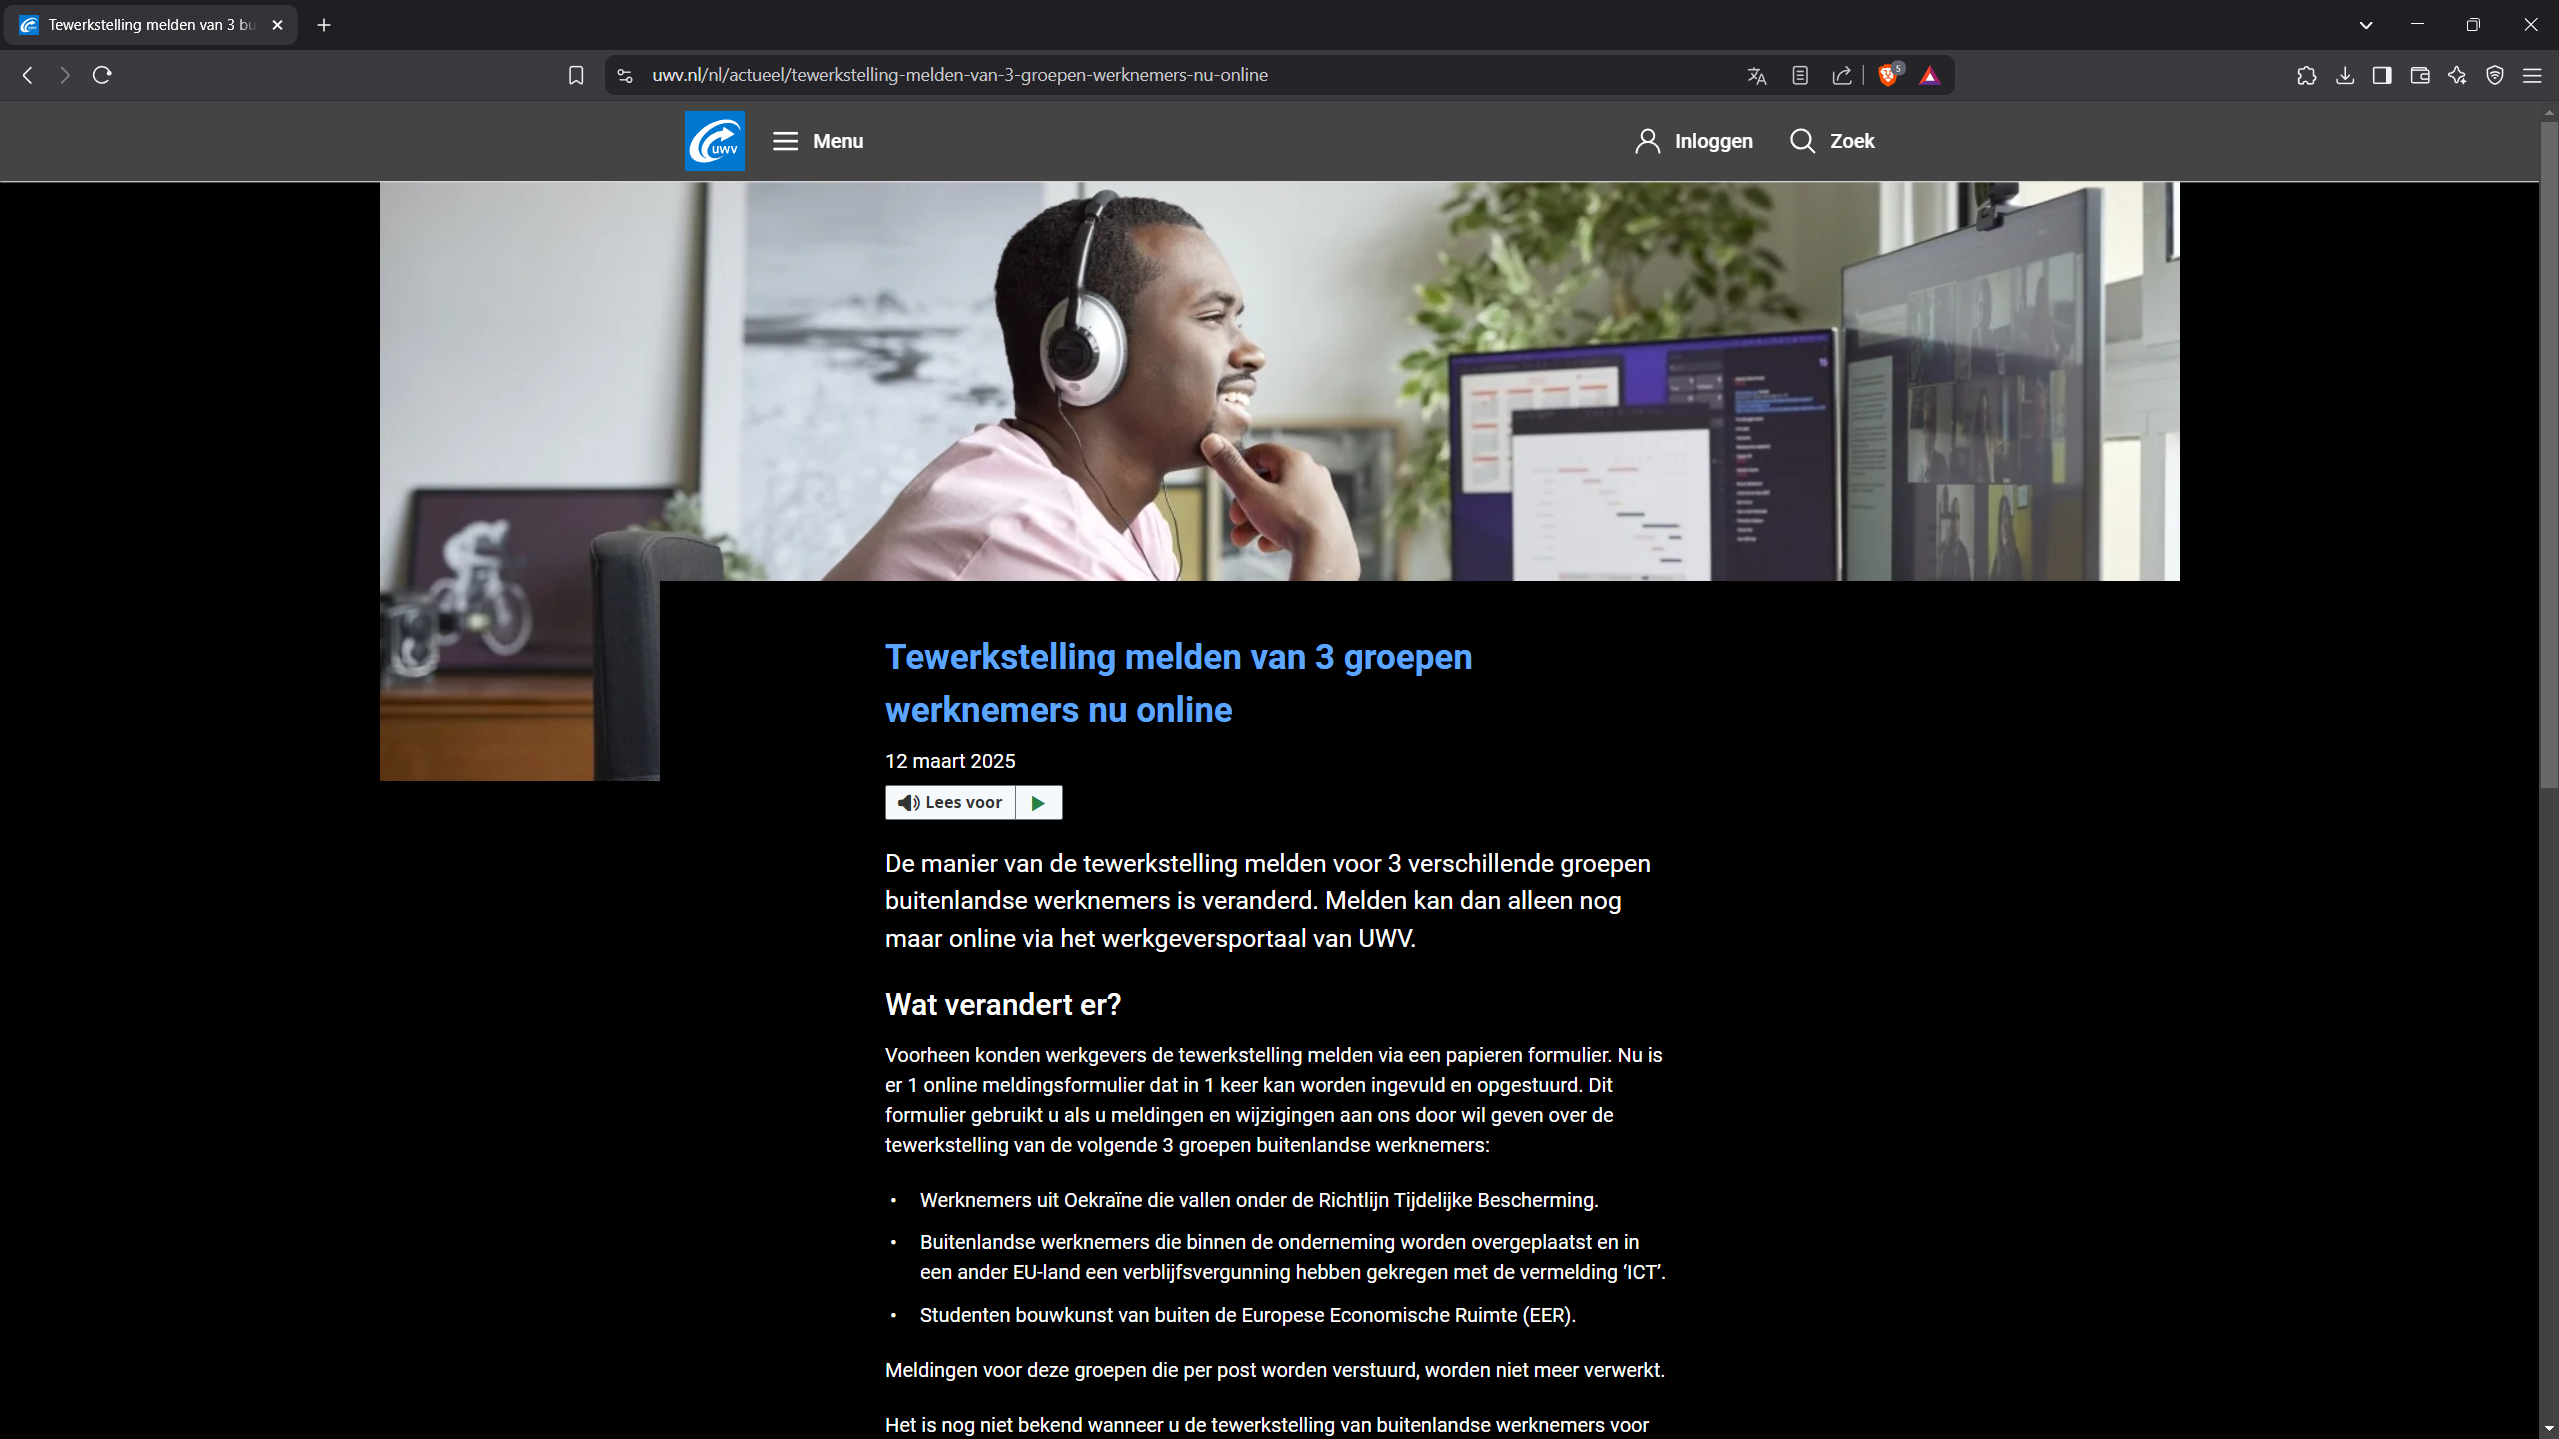 Tewerkstelling melden van 3 bu
uwv.nl/nl/actueel/tewerkstelling-melden-van-3-groepen-werknemers-nu-online
5
uwv
Menu
Inloggen
Zoek
Tewerkstelling melden van 3 groepen
werknemers nu online
12 maart 2025
Lees voor
De manier van de tewerkstelling melden voor 3 verschillende groepen
buitenlandse werknemers is veranderd. Melden kan dan alleen nog
maar online via het werkgeversportaal van UWV.
Wat verandert er?
Voorheen konden werkgevers de tewerkstelling melden via een papieren formulier. Nu is
er 1 online meldingsformulier dat in 1 keer kan worden ingevuld en opgestuurd. Dit
formulier gebruikt u als u meldingen en wijzigingen aan ons door wil geven over de
tewerkstelling van de volgende 3 groepen buitenlandse werknemers:
• Werknemers uit Oekraïne die vallen onder de Richtlijn Tijdelijke Bescherming.
• Buitenlandse werknemers die binnen de onderneming worden overgeplaatst en in
een ander EU-land een verblijfsvergunning hebben gekregen met de vermelding ‘ICT’.
• Studenten bouwkunst van buiten de Europese Economische Ruimte (EER).
Meldingen voor deze groepen die per post worden verstuurd, worden niet meer verwerkt.
Het is nog niet bekend wanneer u de tewerkstelling van buitenlandse werknemers voor